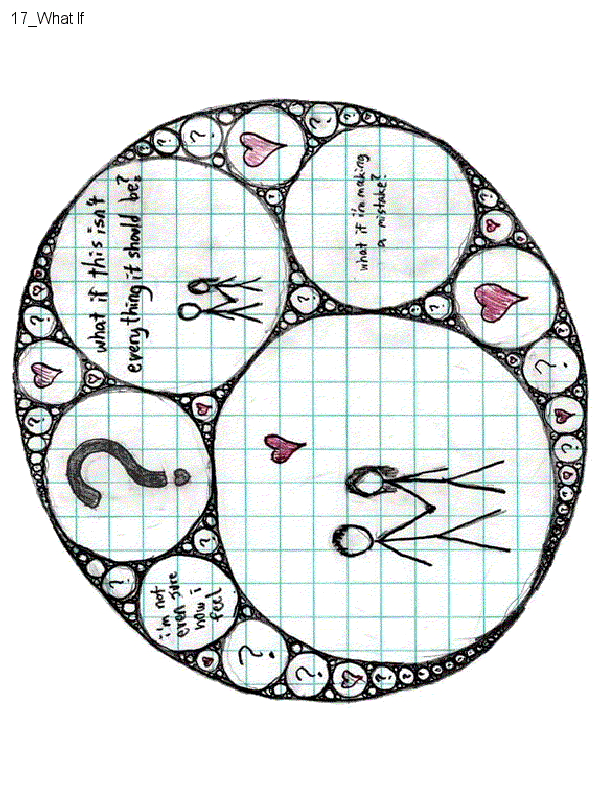 17_What If
what if this isn't
everything it should be?
what if i'm making
a mistake?
?
i'm not
even sure
how i
feel